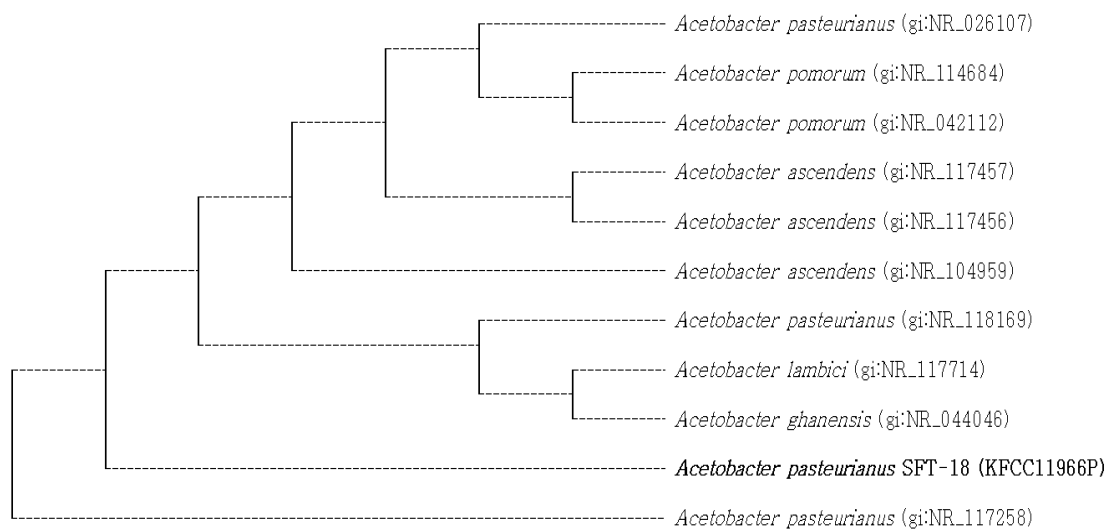 Acetobacter pasteurianus (gi:NR_026107)
Acetobacter pomorum (gi:NR_114684)
Acetobacter pomorum (gi:NR_042112)
Acetobacter ascendens (gi:NR_117457)
Acetobacter ascendens (gi:NR_117456)
Acetobacter ascendens (gi:NR_104959)
Acetobacter pasteurianus (gi:NR_118169)
Acetobacter lambici (gi:NR_117714)
Acetobacter ghanensis (gi:NR_044046)
Acetobacter pasteurianus SFT-18 (KFCC11966P)
Acetobacter pasteurianus (gi:NR_117258)